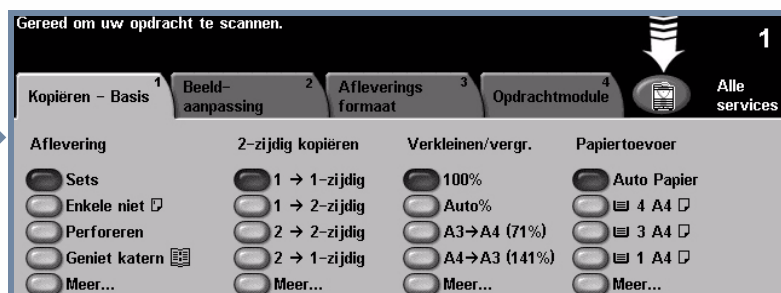 Gereed om uw opdracht te scannen.
1
Kopiëren - Basis 1
Beeld-
aanpassing 2
Afleverings
formaat 3
Opdrachtmodule 4
Alle
services
Aflevering
Sets
Enkele niet
Perforeren
Geniet katern
Meer...
2-zijdig kopiëren
1 → 1-zijdig
1 → 2-zijdig
2 → 2-zijdig
2 → 1-zijdig
Meer...
Verkleinen/vergr.
100%
Auto%
A3→A4 (71%)
A4→A3 (141%)
Meer...
Papiertoevoer
Auto Papier
4 A4
3 A4
1 A4
Meer...